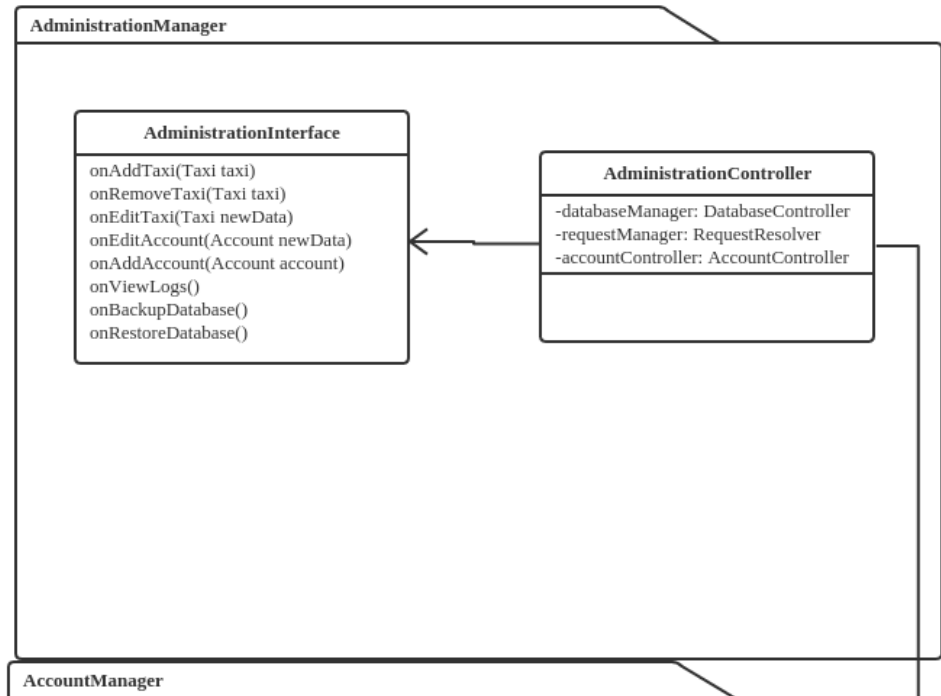 AdministrationManager
AdministrationInterface
onAddTaxi(Taxi taxi)
onRemoveTaxi(Taxi taxi)
onEditTaxi(Taxi newData)
onEditAccount(Account newData)
onAddAccount(Account account)
onViewLogs()
onBackupDatabase()
onRestoreDatabase()
AdministrationController
-databaseManager: DatabaseController
-requestManager: RequestResolver
-accountController: AccountController
AccountManager